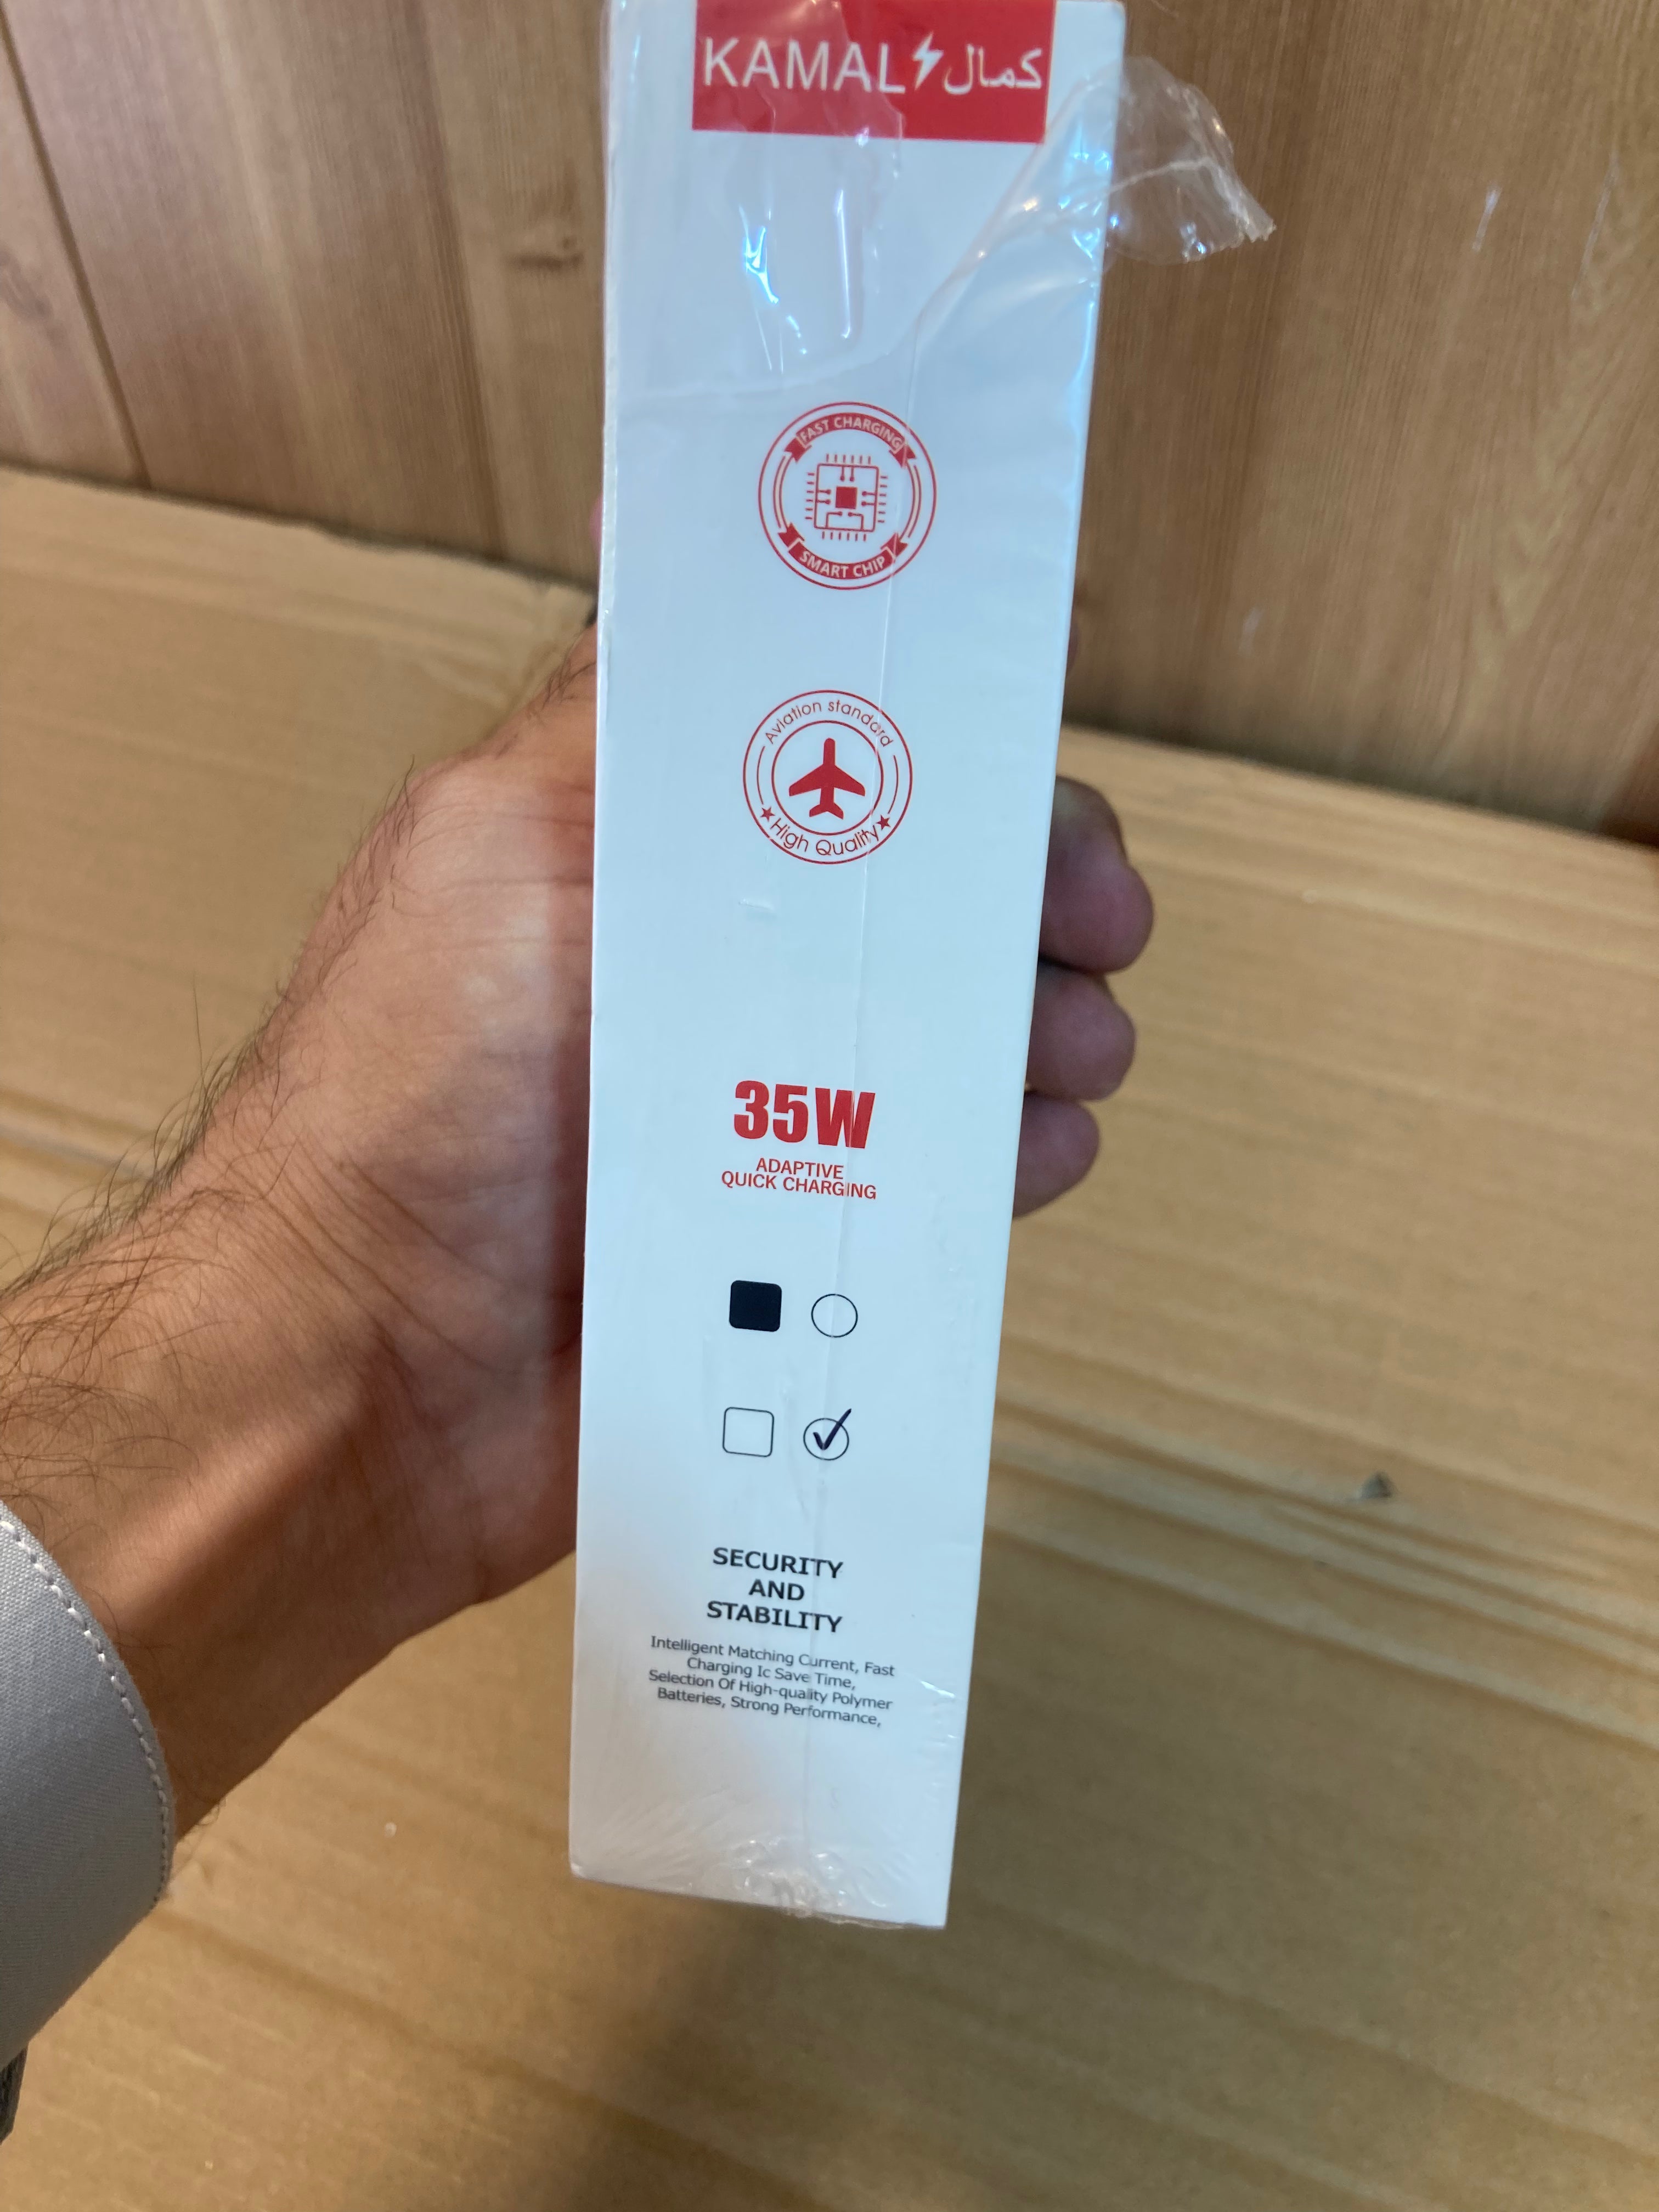 KAMAL كمال
FAST CHARGING
SMART CHIP
Aviation standard
High Quality
35W
ADAPTIVE
QUICK CHARGING
SECURITY
AND
STABILITY
Intelligent Matching Current, Fast
Charging Ic Save Time,
Selection Of High-quality Polymer
Batteries, Strong Performance,